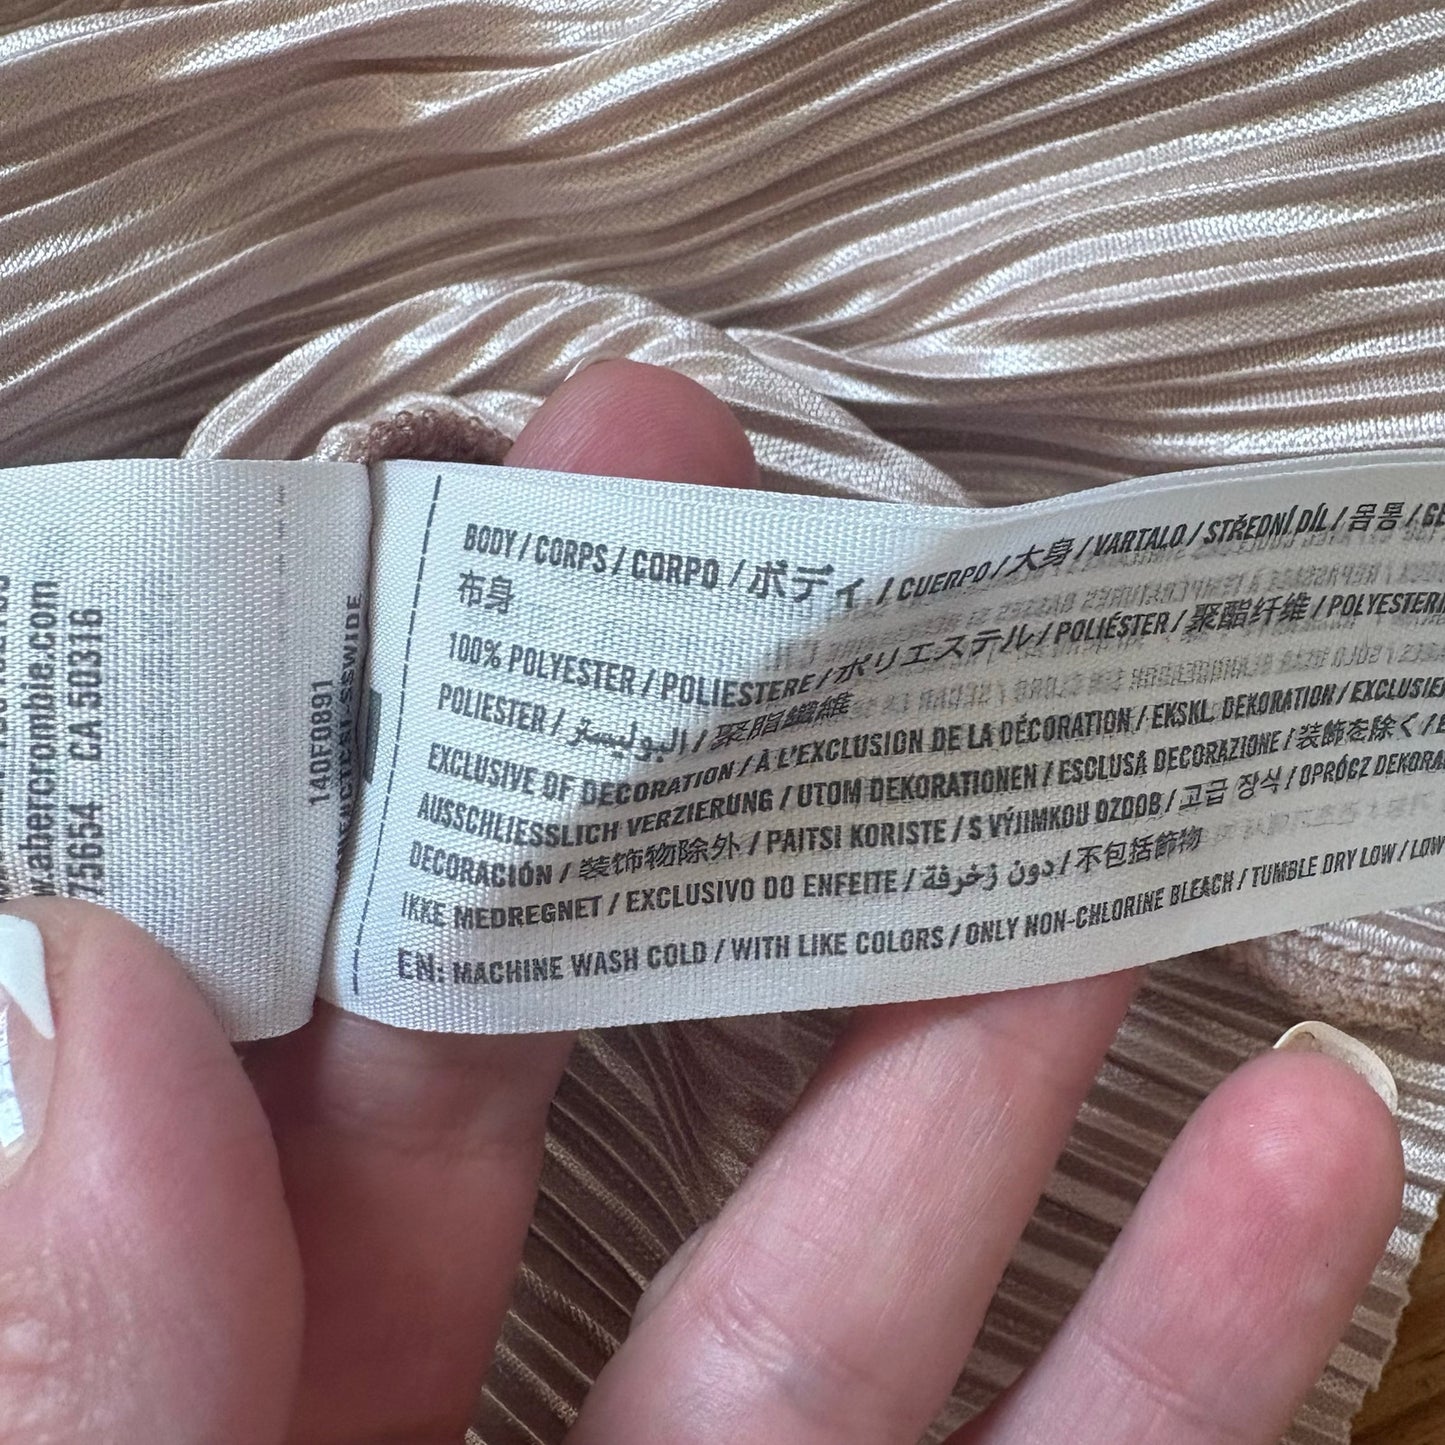 w.abercrombie.com
75654 CA 50316
140F0891
BODY / CORPS / CORPO / ボディ / CUERPO / 大身 / VARTALO / STŘEDNÍ DÍL / 몸통 /
布身
100% POLYESTER / POLIESTERE / ポリエステル / POLIÉSTER / 聚酯纤维 / POLYESTERI
POLIESTER / البوليستر / 聚脂纖維
EXCLUSIVE OF DECORATION / À L'EXCLUSION DE LA DÉCORATION / EKSKL. DEKORATION / EXCLUSIEF
AUSSCHLIESSLICH VERZIERUNG / UTOM DEKORATIONEN / ESCLUSA DECORAZIONE / 装飾を除く /
DECORACIÓN / 装饰物除外 / PAITSI KORISTE / S VÝJIMKOU OZDOB / 고급 장식 / OPRÓCZ
IKKE MEDREGNET / EXCLUSIVO DO ENFEITE / دون زخرفة / 不包括飾物
EN: MACHINE WASH COLD / WITH LIKE COLORS / ONLY NON-CHLORINE BLEACH / TUMBLE DRY LOW / LOW